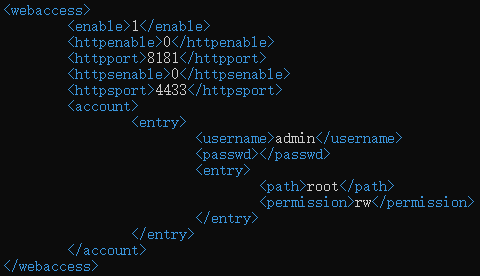 <webaccess>
<enable>1</enable>
<httpenable>0</httpenable>
<httpport>8181</httpport>
<httpsenable>0</httpsenable>
<httpsport>4433</httpsport>
<account>
<entry>
<username>admin</username>
<passwd></passwd>
<entry>
<path>root</path>
<permission>rw</permission>
</entry>
</entry>
</account>
</webaccess>